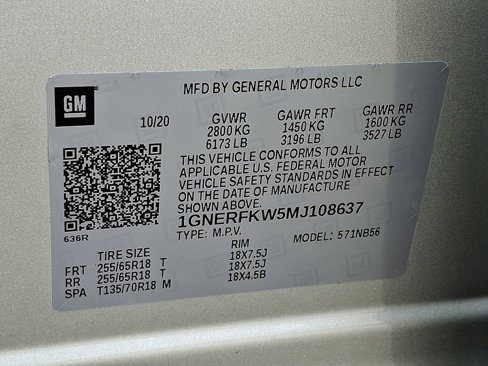 MFD BY GENERAL MOTORS LLC
GM
10/20 GVWR GAWR FRT GAWR RR
2800 KG 1450 KG 1600 KG
6173 LB 3196 LB 3527 LB
THIS VEHICLE CONFORMS TO ALL
APPLICABLE U.S. FEDERAL MOTOR
VEHICLE SAFETY STANDARDS IN EFFECT
ON THE DATE OF MANUFACTURE
SHOWN ABOVE.
1GNERFKW5MJ108637
636R TYPE: M.P.V. MODEL: 571NB56
TIRE SIZE RIM
FRT 255/65R18 T 18X7.5J
RR 255/65R18 T 18X7.5J
SPA T135/70R18 M 18X4.5B